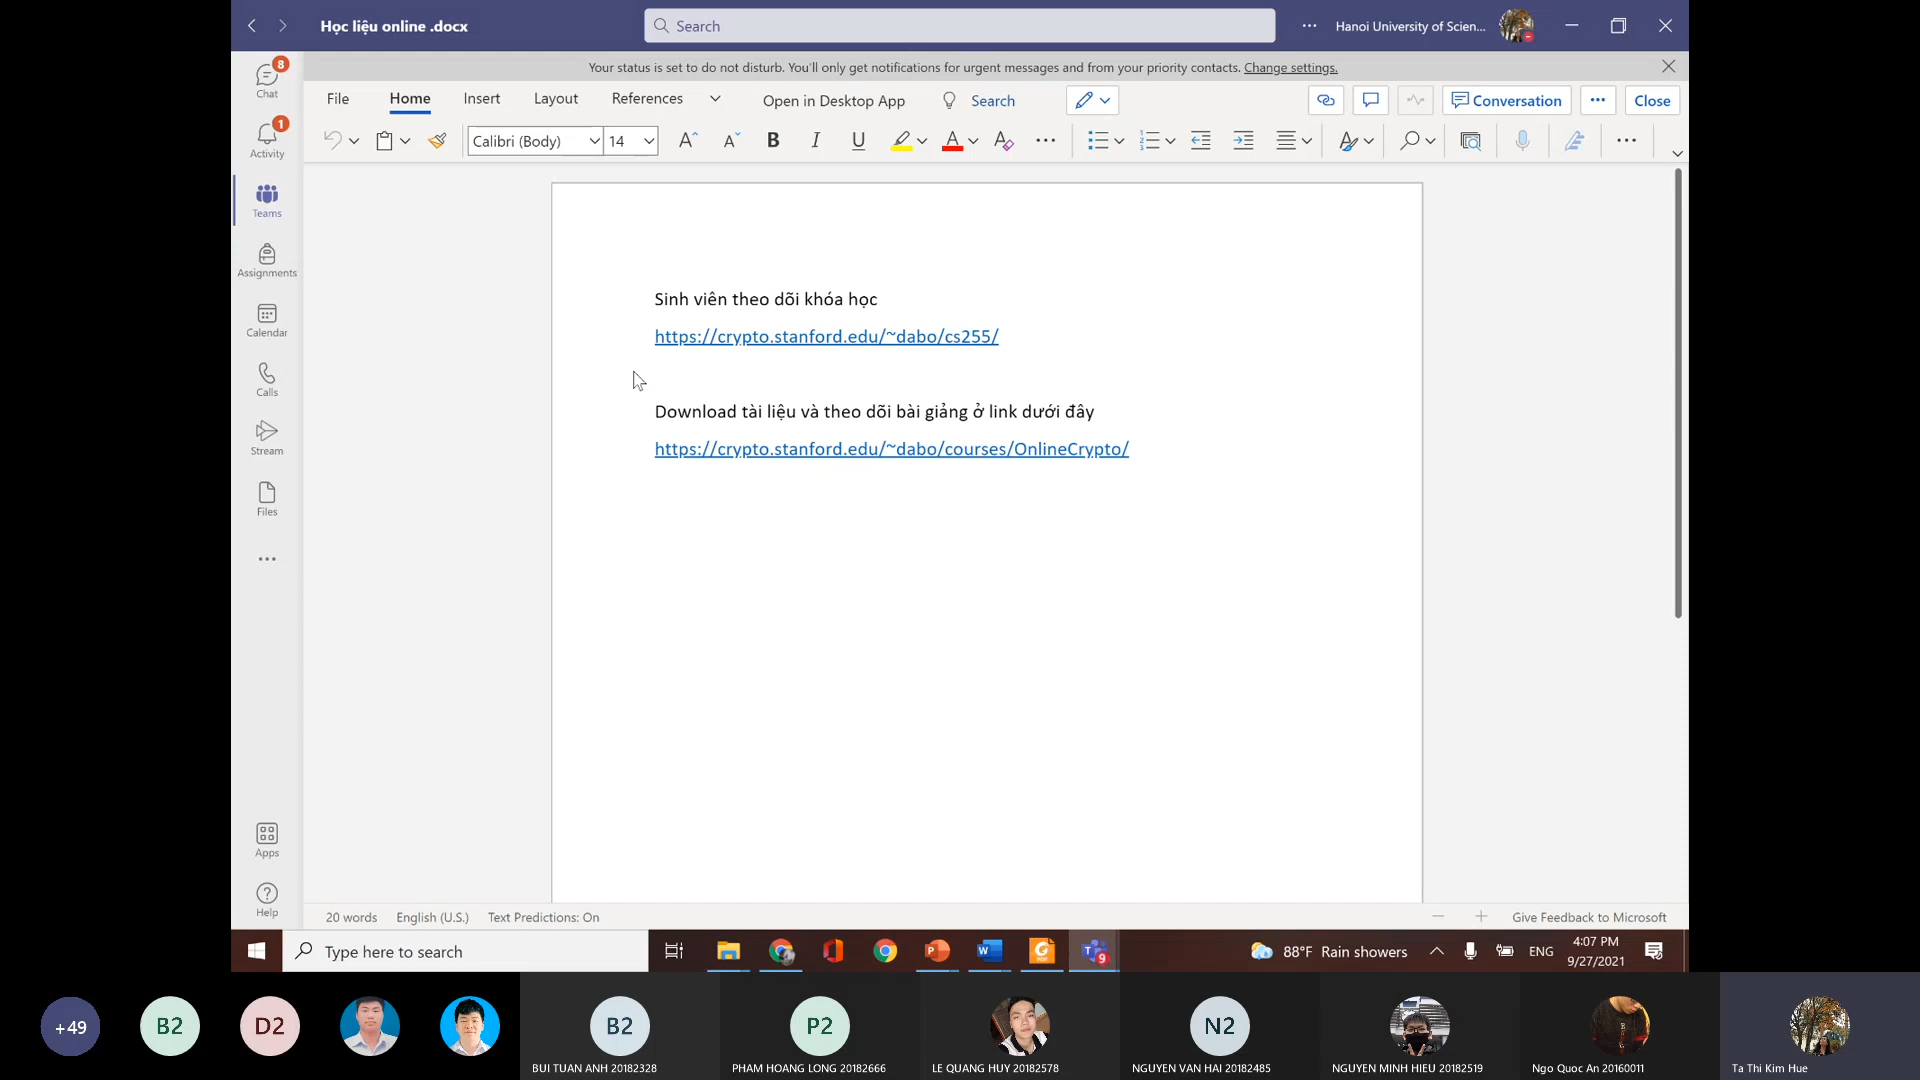 Học liệu online .docx
Search
Hanoi University of Scien...
Your status is set to do not disturb. You'll only get notifications for urgent messages and from your priority contacts. Change settings.
8
Chat
1
Activity
Teams
Assignments
Calendar
Calls
Stream
Files
Apps
Help
File Home Insert Layout References Open in Desktop App Search Conversation Close
Calibri (Body) 14
Sinh viên theo dõi khóa học
https://crypto.stanford.edu/~dabo/cs255/
Download tài liệu và theo dõi bài giảng ở link dưới đây
https://crypto.stanford.edu/~dabo/courses/OnlineCrypto/
20 words English (U.S.) Text Predictions: On Give Feedback to Microsoft
Type here to search
9
88°F Rain showers
ENG
4:07 PM
9/27/2021
+49 B2 D2 B2 P2 N2
BUI TUAN ANH 20182328
PHAM HOANG LONG 20182666
LE QUANG HUY 20182578
NGUYEN VAN HAI 20182485
NGUYEN MINH HIEU 20182519
Ngo Quoc An 20160011
Ta Thi Kim Hue